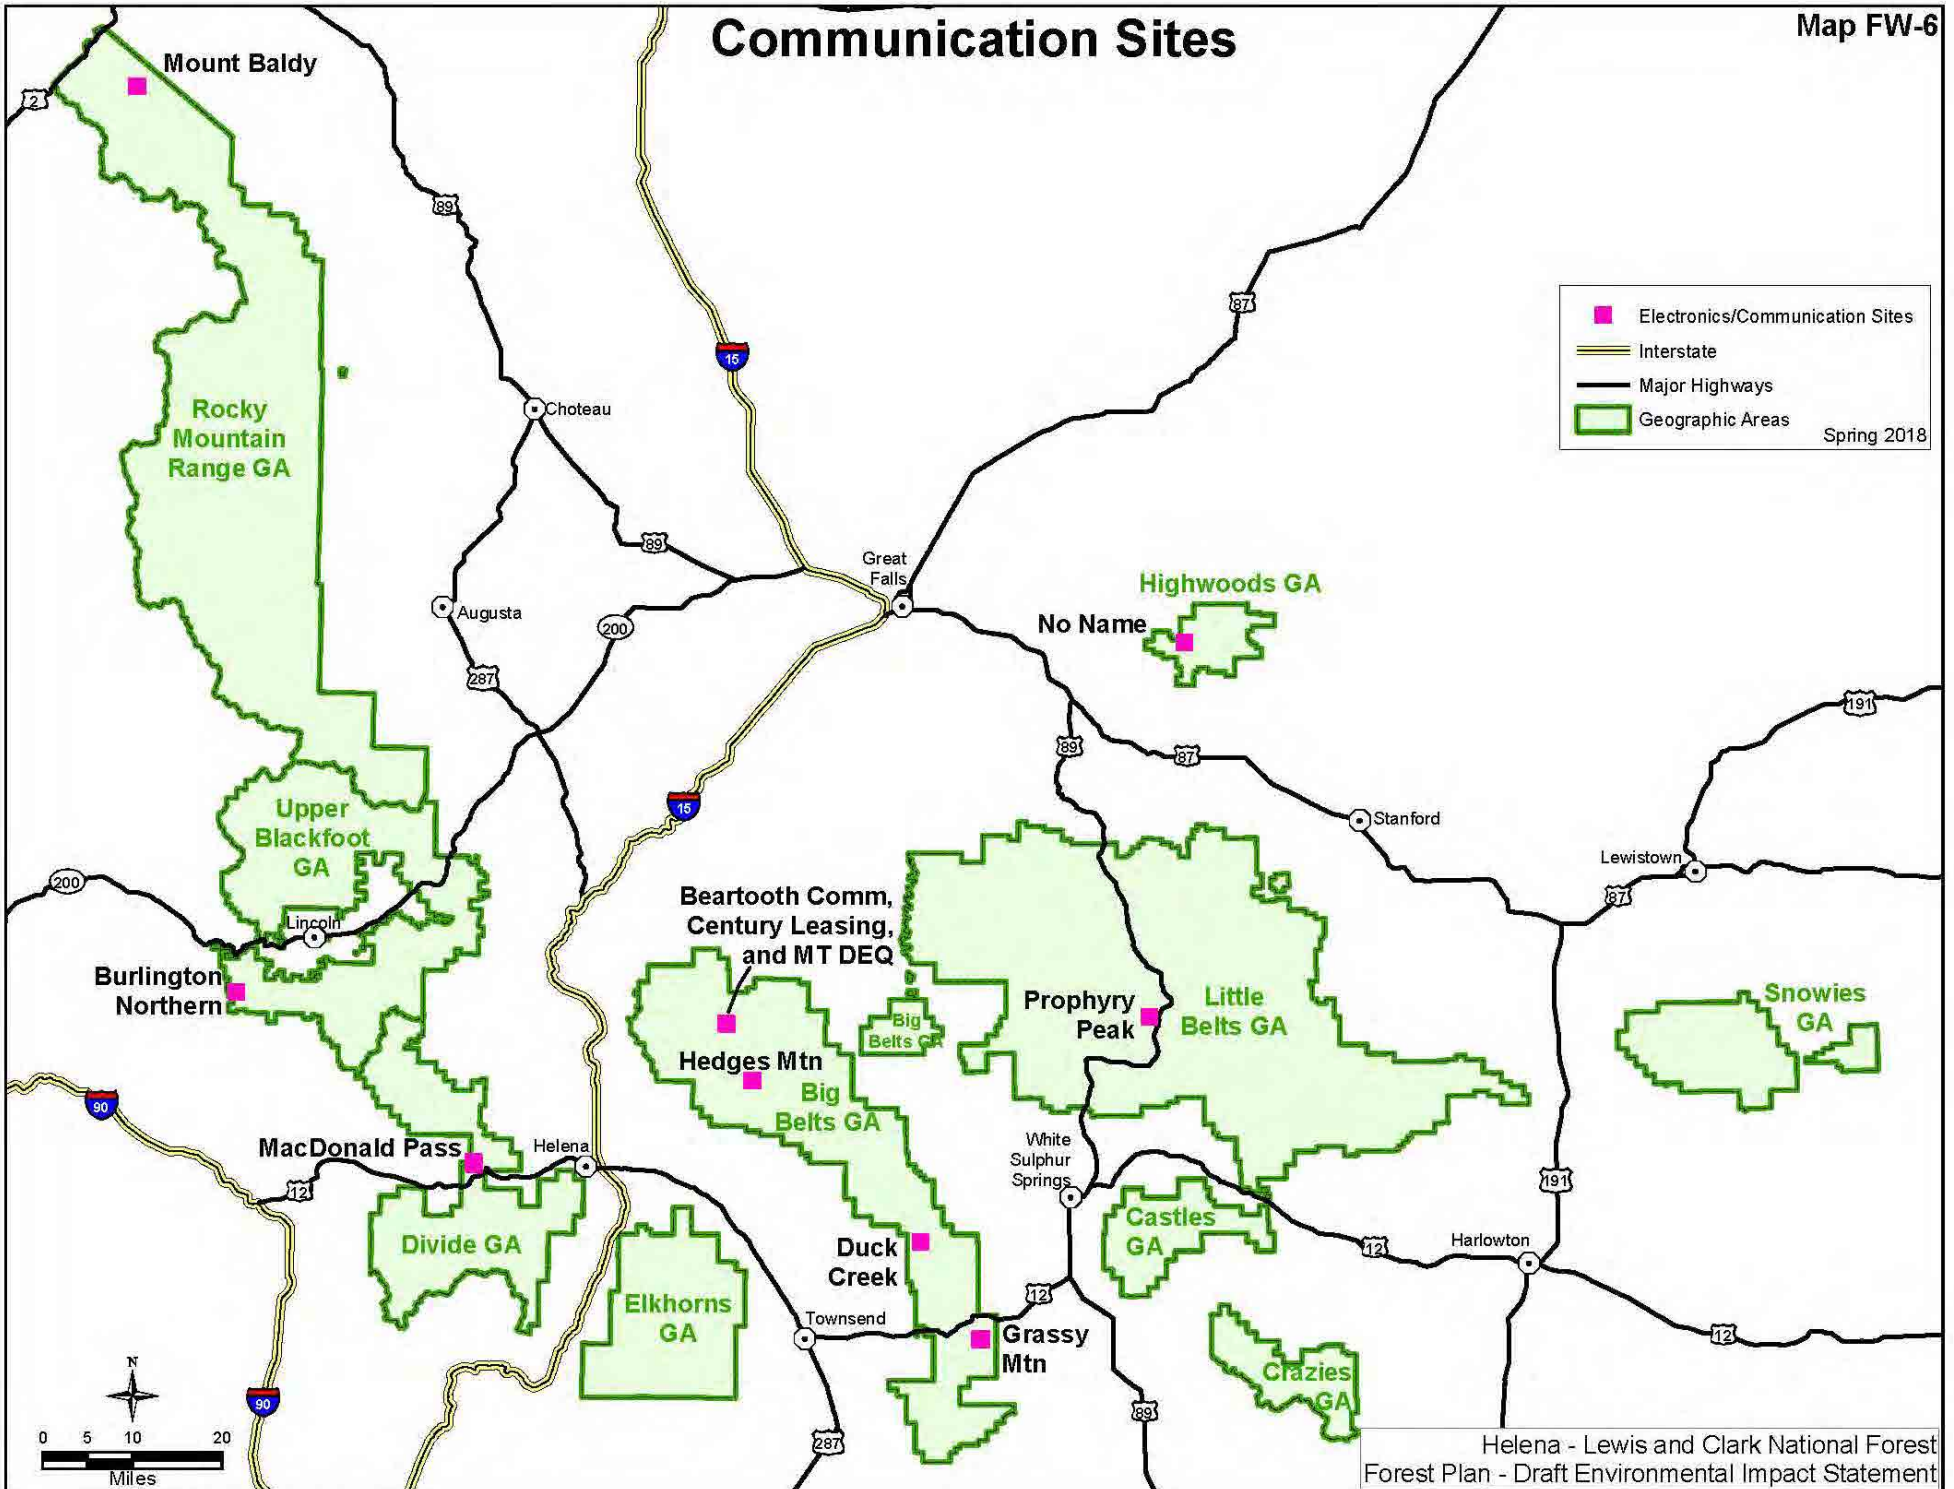 Communication Sites
Map FW-6
Mount Baldy
2
89
15
87
Electronics/Communication Sites
Interstate
Major Highways
Geographic Areas
Spring 2018
Rocky
Mountain
Range GA
Choteau
89
Great
Falls
Augusta
200
287
Highwoods GA
No Name
191
89
87
15
Stanford
Upper
Blackfoot
GA
Lewistown
87
200
Lincoln
Beartooth Comm,
Century Leasing,
and MT DEQ
Burlington
Northern
Prophyry
Peak
Little
Belts GA
Snowies
GA
Big
Belts GA
Hedges Mtn
Big
Belts GA
90
MacDonald Pass
Helena
White
Sulphur
Springs
12
191
Castles
GA
Divide GA
Duck
Creek
12
Harlowton
12
Elkhorns
GA
Townsend
Grassy
Mtn
12
Crazies
GA
N
90
89
287
0 5 10 20
Miles
Helena - Lewis and Clark National Forest
Forest Plan - Draft Environmental Impact Statement